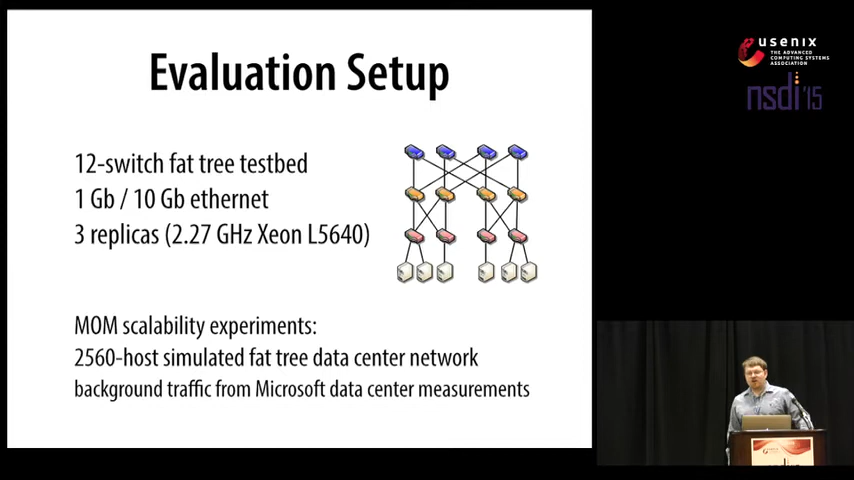 Evaluation Setup
12-switch fat tree testbed
1 Gb / 10 Gb ethernet
3 replicas (2.27 GHz Xeon L5640)
MOM scalability experiments:
2560-host simulated fat tree data center network
background traffic from Microsoft data center measurements
usenix
THE ADVANCED
COMPUTING SYSTEMS
ASSOCIATION
nsdi '15